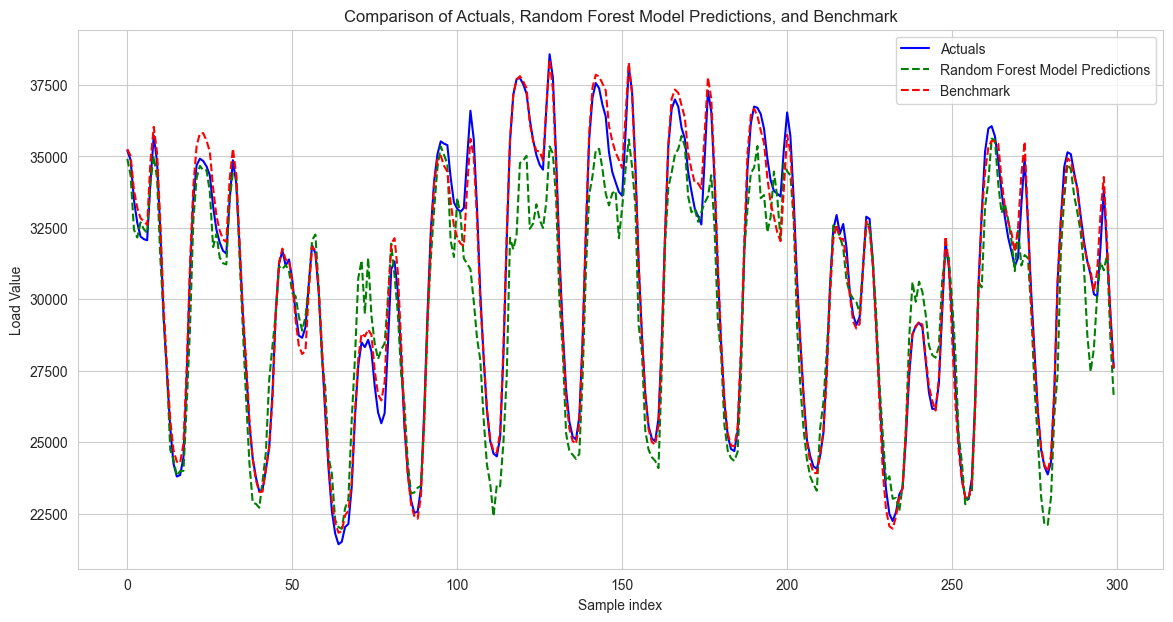 Comparison of Actuals, Random Forest Model Predictions, and Benchmark
Actuals
Random Forest Model Predictions
Benchmark
Load Value
37500
35000
32500
30000
27500
25000
22500
0
50
100
150
200
250
300
Sample index